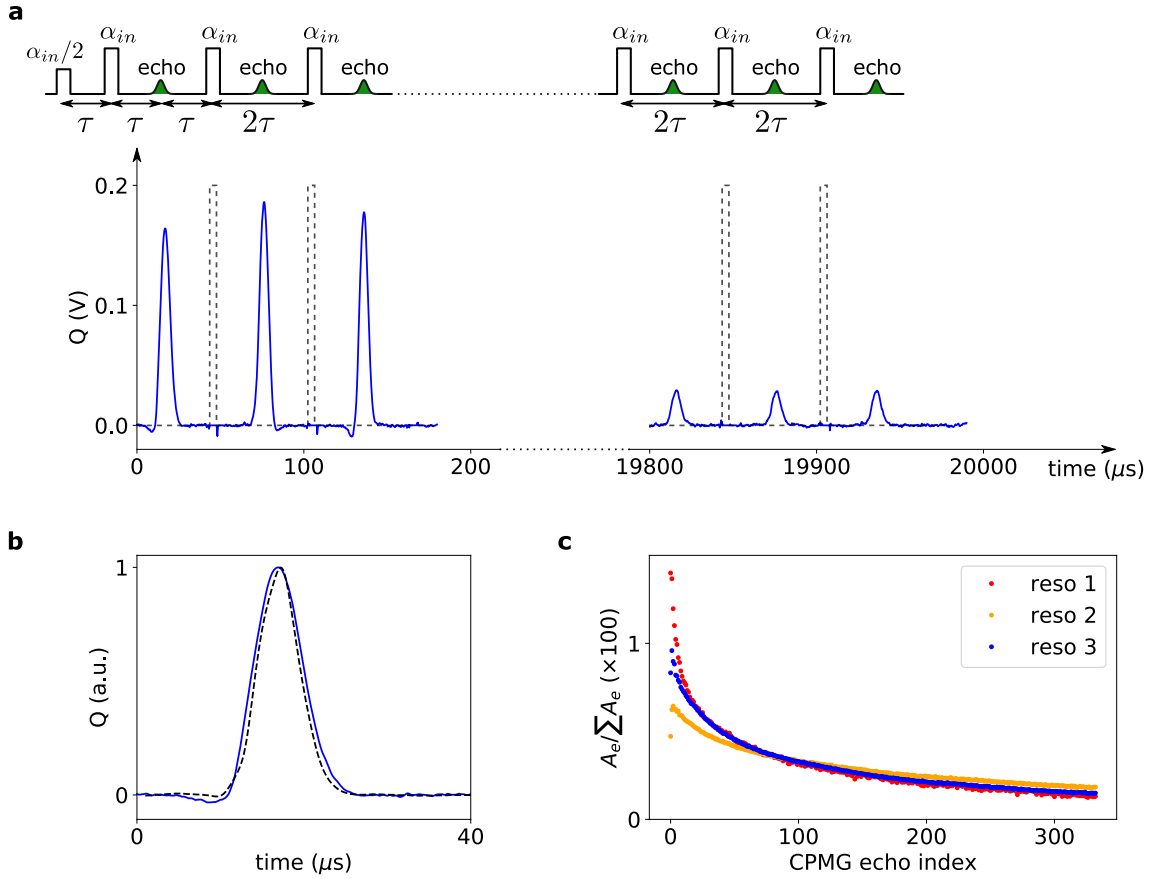 a
α_in/2 α_in α_in α_in α_in α_in α_in
echo echo echo echo echo echo
τ τ τ 2τ 2τ 2τ
0.2
0.1
0.0
Q (V)
0 100 200 19800 19900 20000 time (μs)
b
1
0
Q (a.u.)
0 40
time (μs)
c
reso 1
reso 2
reso 3
1
0
A_e/∑A_e (×100)
0 100 200 300
CPMG echo index